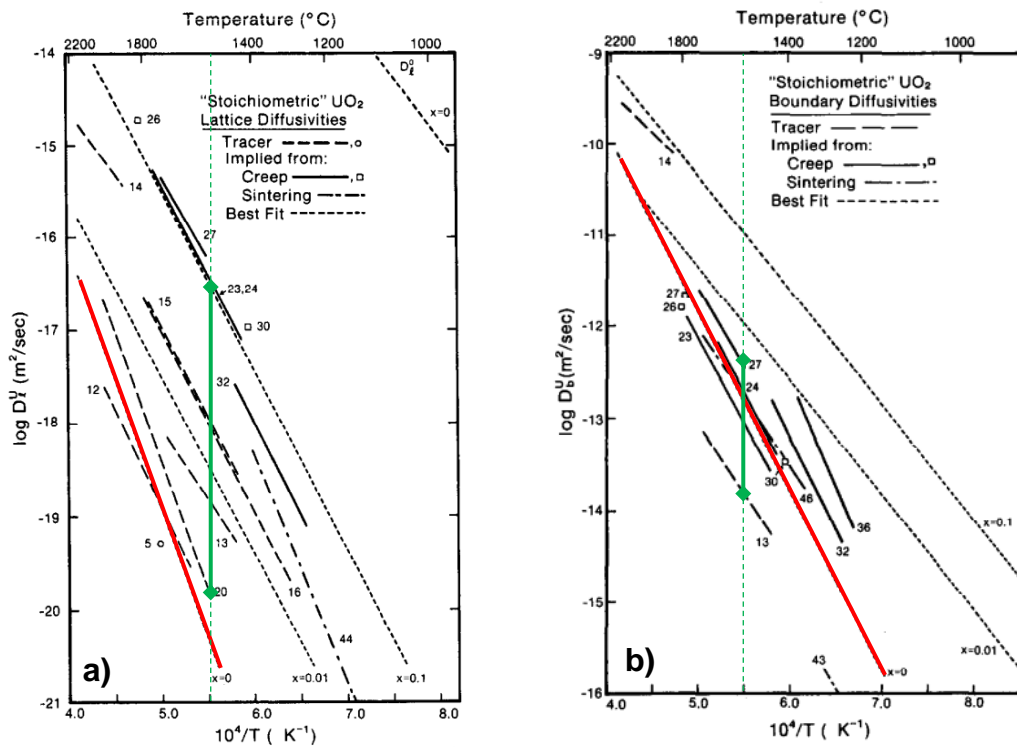 Temperature (°C)
2200 1800 1400 1200 1000
-14
-15
-16
-17
-18
-19
-20
-21
log Dℓᵁ (m²/sec)
Dℓ⁰
x=0
"Stoichiometric" UO₂
Lattice Diffusivities
Tracer ,○
Implied from:
Creep ,□
Sintering
Best Fit
26
14
27
23,24
15
30
12
32
5
13
20
16
44
x=0 x=0.01 x=0.1
a)
4.0 5.0 6.0 7.0 8.0
10⁴/T ( K⁻¹)
Temperature (°C)
2200 1800 1400 1200 1000
-9
-10
-11
-12
-13
-14
-15
-16
log D_bᵁ (m²/sec)
"Stoichiometric" UO₂
Boundary Diffusivities
Tracer
Implied from:
Creep ,□
Sintering
Best Fit
14
27
26
23
27
24
30
46
36
13
32
x=0.1
43
x=0
x=0.01
b)
4.0 5.0 6.0 7.0 8.0
10⁴/T ( K⁻¹)